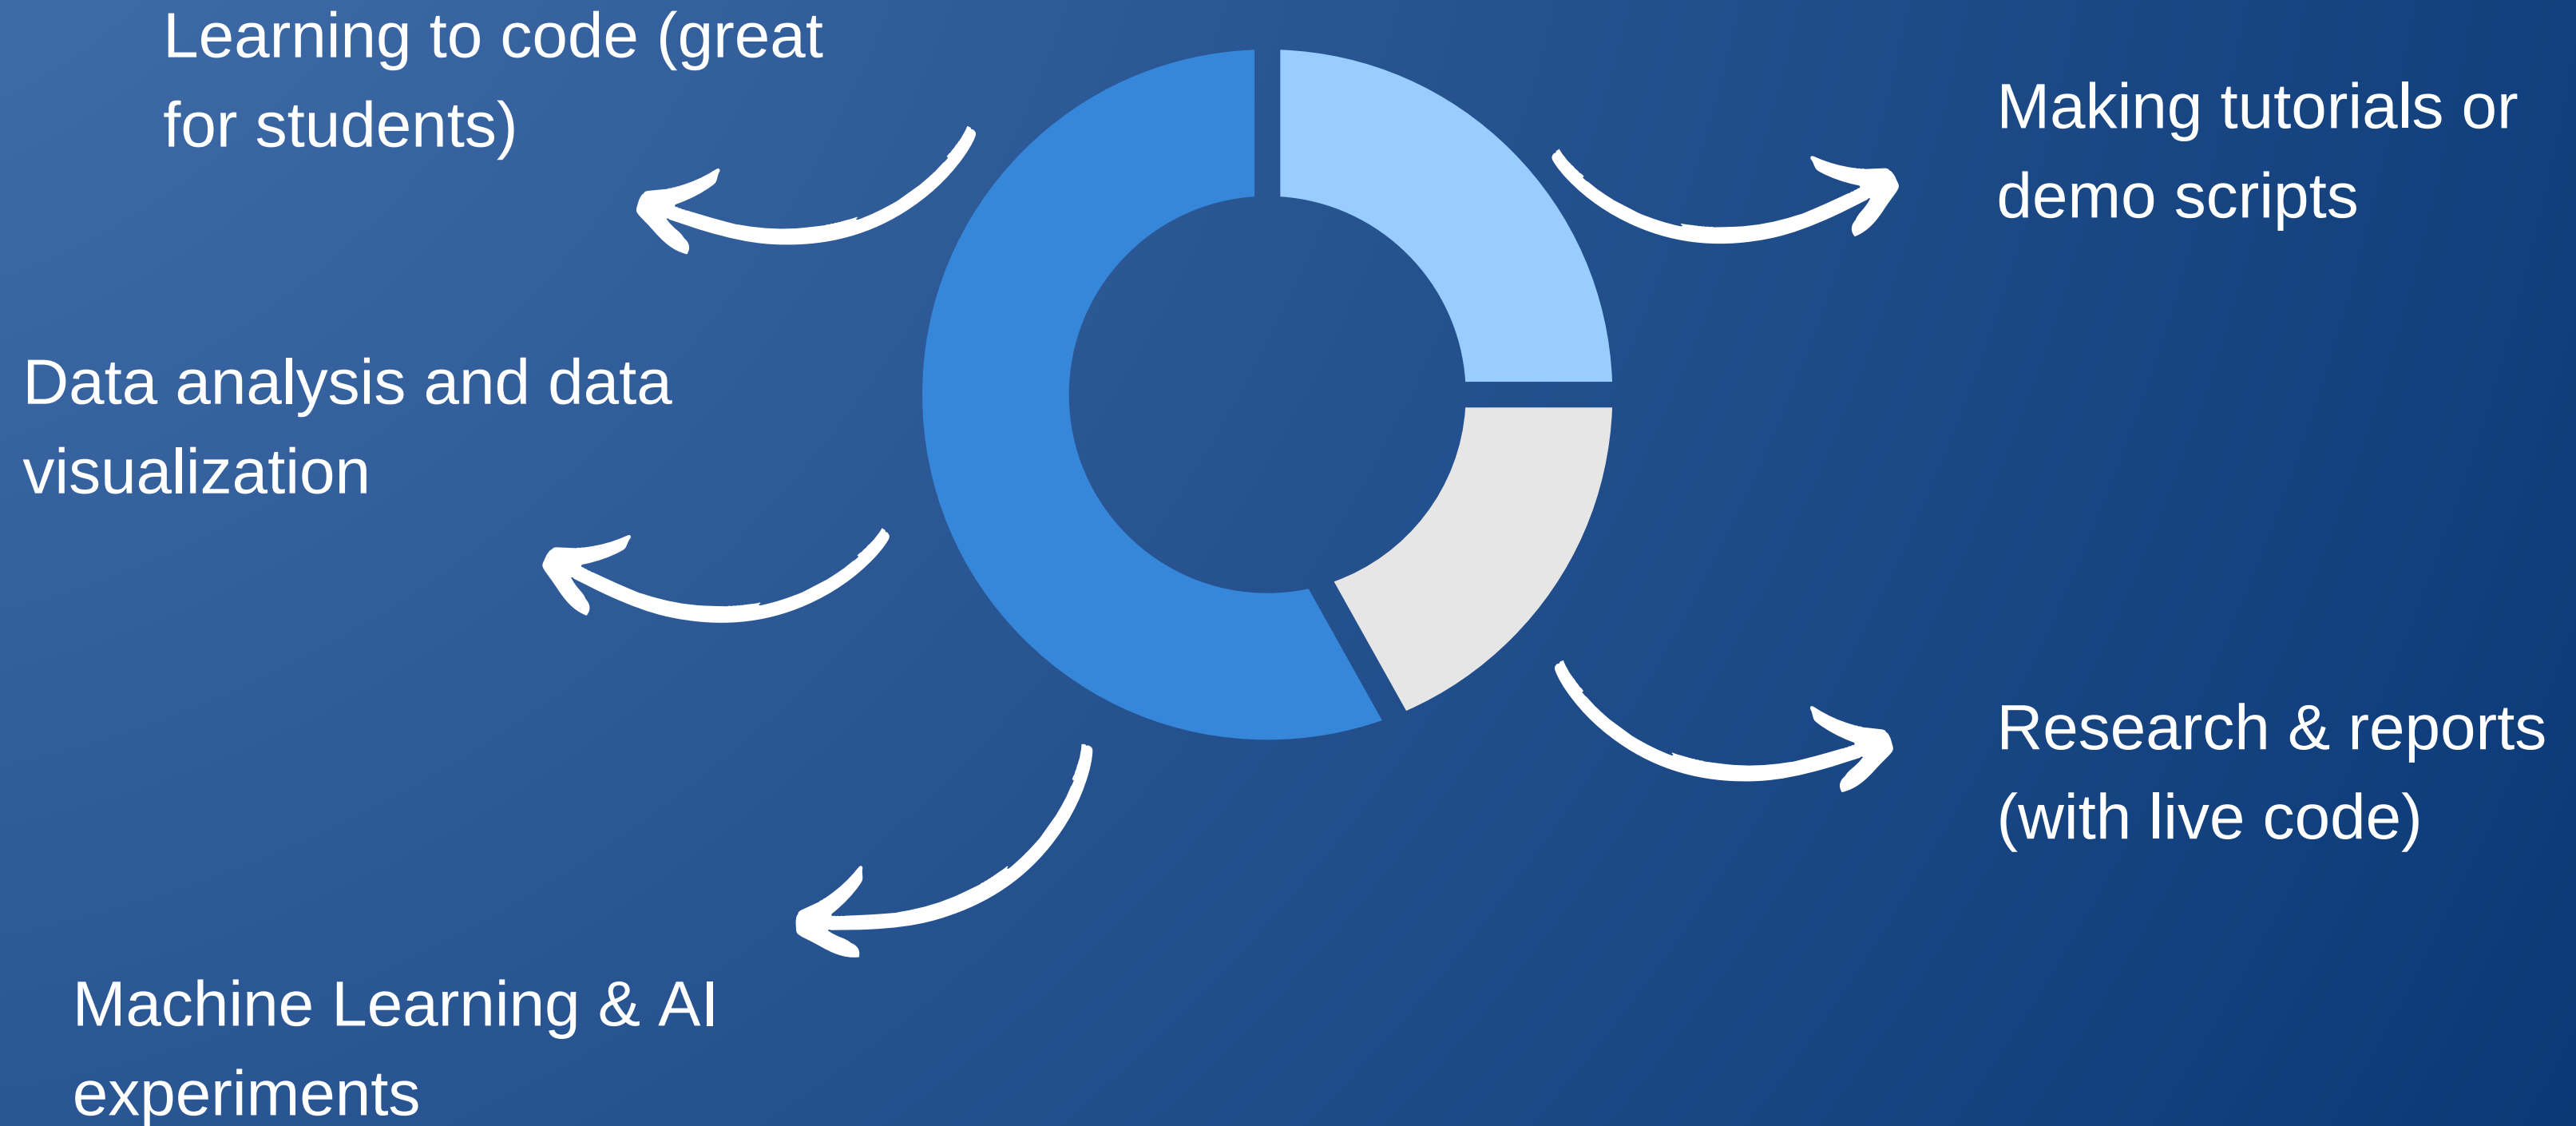 Learning to code (great
for students)
Making tutorials or
demo scripts
Data analysis and data
visualization
Research & reports
(with live code)
Machine Learning & AI
experiments